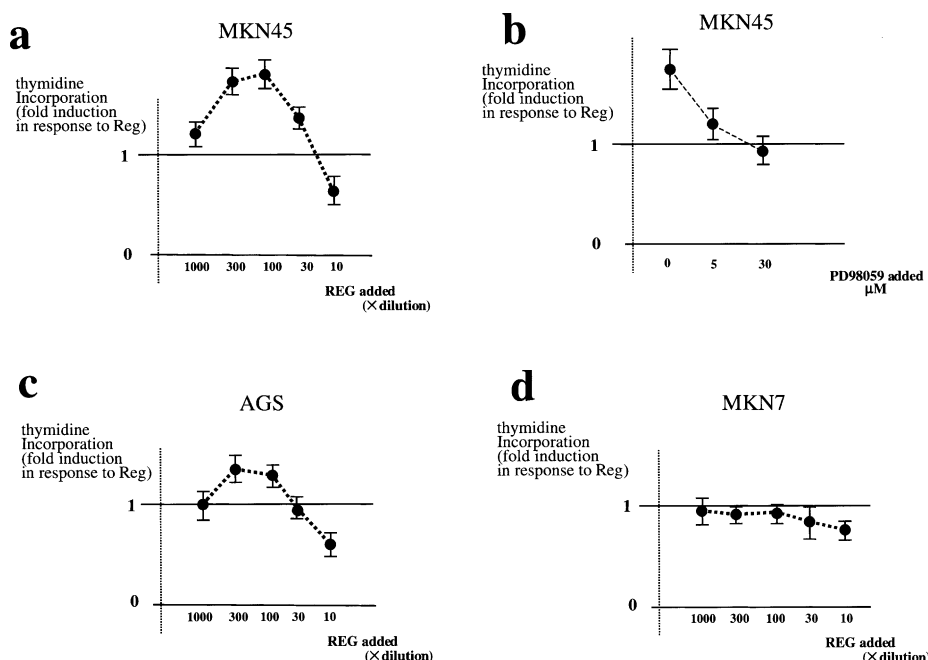 a
MKN45
thymidine
Incorporation
(fold induction
in response to Reg)
1
0
1000 300 100 30 10
REG added
(× dilution)
b
MKN45
thymidine
Incorporation
(fold induction
in response to Reg)
1
0
0 5 30
PD98059 added
μM
c
AGS
thymidine
Incorporation
(fold induction
in response to Reg)
1
0
1000 300 100 30 10
REG added
(× dilution)
d
MKN7
thymidine
Incorporation
(fold induction
in response to Reg)
1
0
1000 300 100 30 10
REG added
(× dilution)